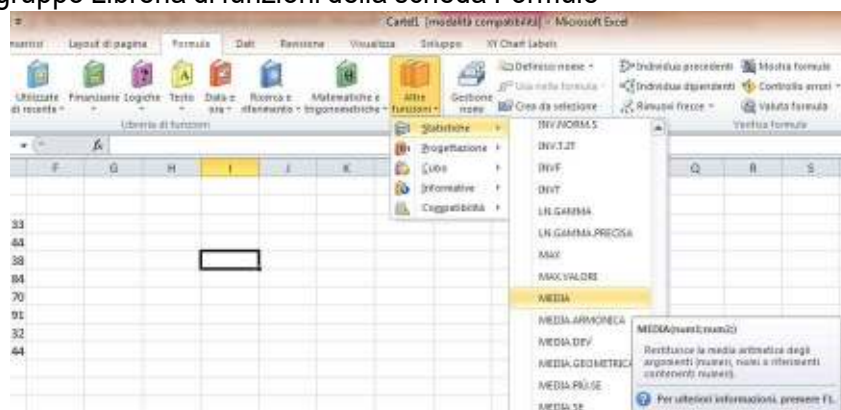 gruppo Libreria di funzioni della scheda Formule
Cartel1 [modalità compatibilità] - Microsoft Excel
Layout di pagina Formule Dati Revisione Visualizza Sviluppo XY Chart Labels
Utilizzate di recente Finanziarie Logiche Testo Data e ora Ricerca e riferimento Matematiche e trigonometriche Altre funzioni Gestione nomi
Definisci nome
Usa nella formula
Crea da selezione
Individua precedenti
Individua dipendenti
Rimuovi frecce
Mostra formule
Controllo errori
Valuta formula
Libreria di funzioni
Verifica formule
fx
F G H I J K Q R S
Statistiche
Progettazione
Cubo
Informative
Compatibilità
INV.NORM.S
INV.T.2T
INVF
INVT
LN.GAMMA
LN.GAMMA.PRECISA
MAX
MAX.VALORI
MEDIA
MEDIA.ARMONICA
MEDIA.DEV
MEDIA.GEOMETRICA
MEDIA.PIÙ.SE
MEDIA.SE
33
44
38
84
70
91
32
44
MEDIA(num1;num2;)
Restituisce la media aritmetica degli
argomenti (numeri, nomi o riferimenti
contenenti numeri).
Per ulteriori informazioni, premere F1.